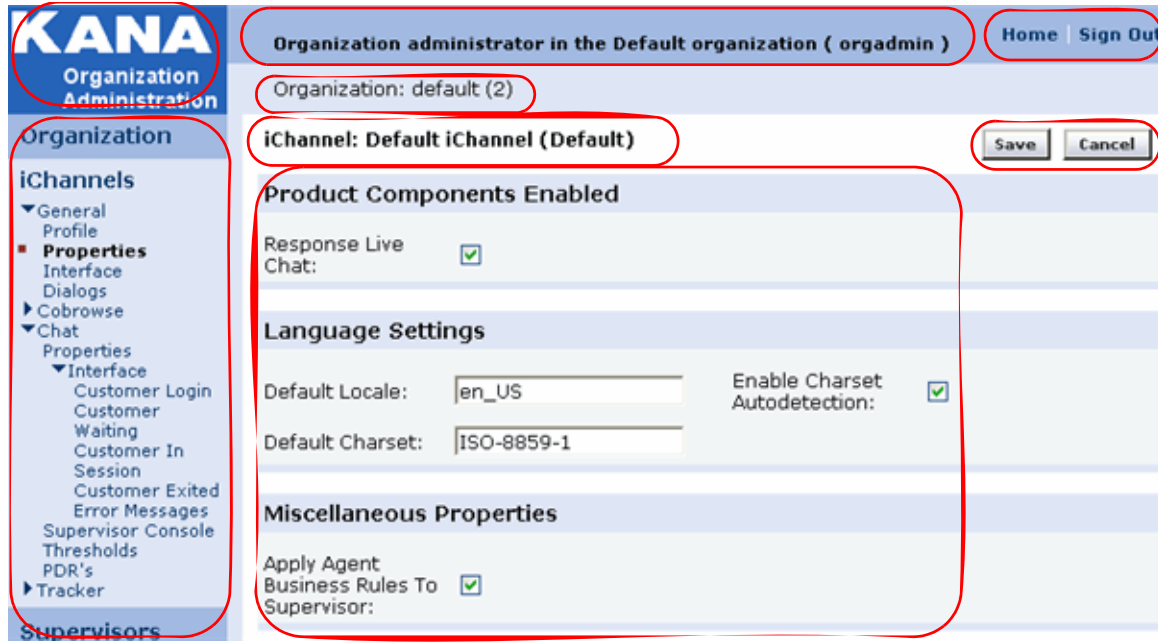 KANA
Organization
Administration
Organization administrator in the Default organization ( orgadmin )
Home | Sign Out
Organization: default (2)
iChannel: Default iChannel (Default)
Save
Cancel
Organization
iChannels
General
Profile
Properties
Interface
Dialogs
Cobrowse
Chat
Properties
Interface
Customer Login
Customer
Waiting
Customer In
Session
Customer Exited
Error Messages
Supervisor Console
Thresholds
PDR's
Tracker
Supervisors
Product Components Enabled
Response Live
Chat:
Language Settings
Default Locale:
en_US
Enable Charset
Autodetection:
Default Charset:
ISO-8859-1
Miscellaneous Properties
Apply Agent
Business Rules To
Supervisor: